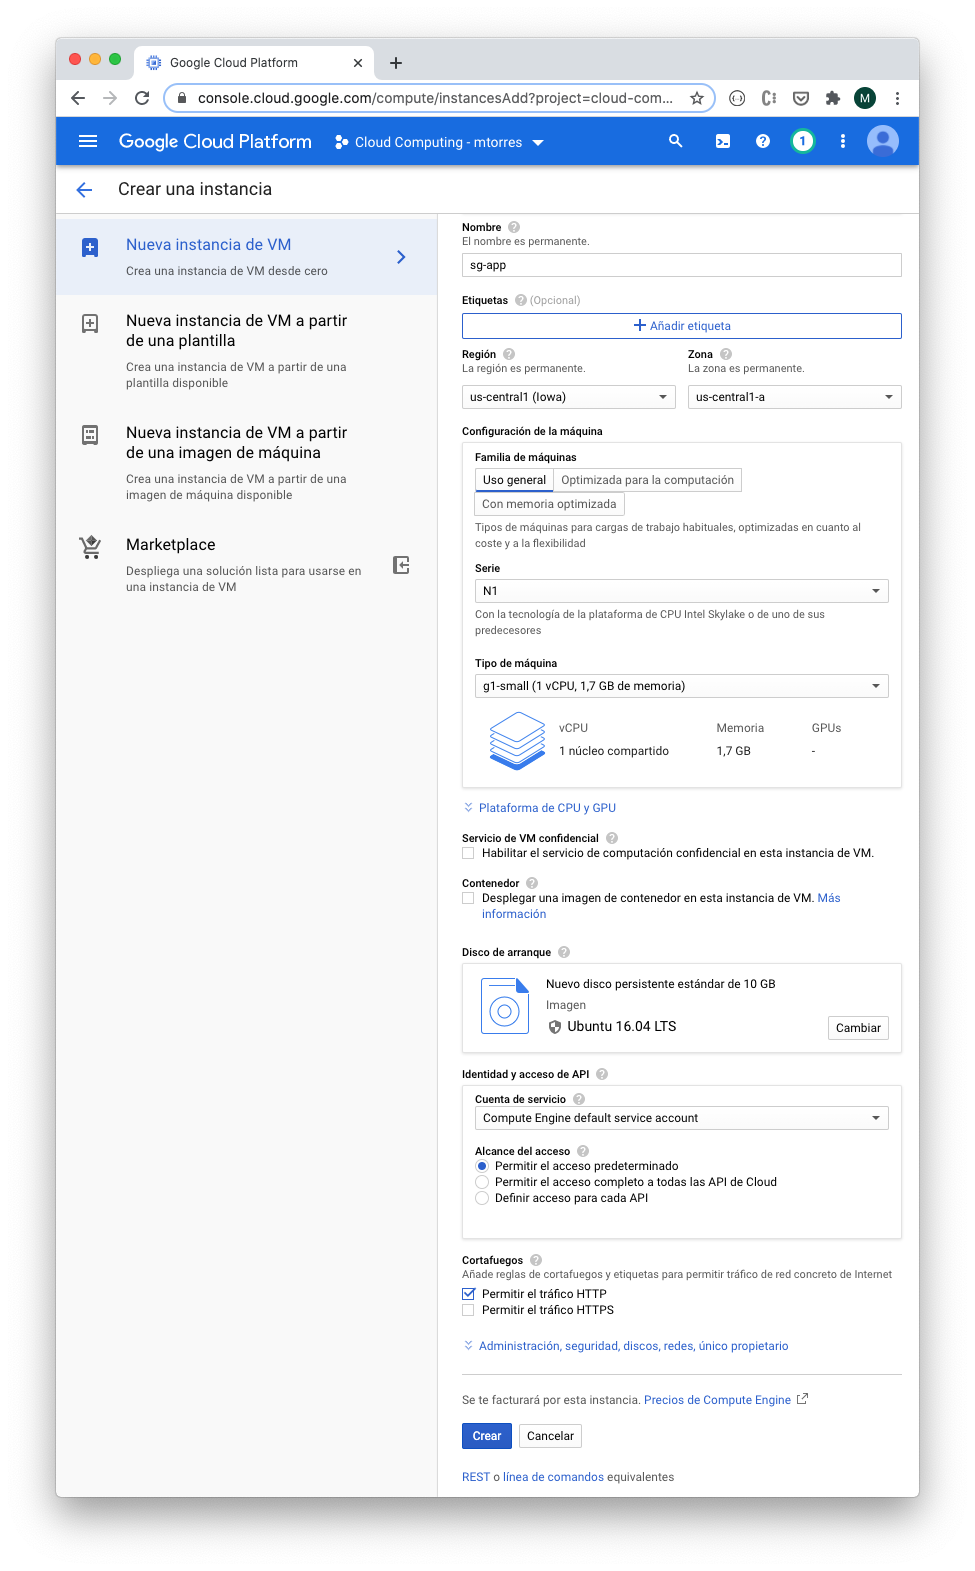 Google Cloud Platform
console.cloud.google.com/compute/instancesAdd?project=cloud-com...
M
Google Cloud Platform
Cloud Computing - mtorres
1
Crear una instancia
Nueva instancia de VM
Crea una instancia de VM desde cero
Nueva instancia de VM a partir
de una plantilla
Crea una instancia de VM a partir de una
plantilla disponible
Nueva instancia de VM a partir
de una imagen de máquina
Crea una instancia de VM a partir de una
imagen de máquina disponible
Marketplace
Despliega una solución lista para usarse en
una instancia de VM
Nombre
El nombre es permanente.
sg-app
Etiquetas (Opcional)
Añadir etiqueta
Región
La región es permanente.
Zona
La zona es permanente.
us-central1 (Iowa)
us-central1-a
Configuración de la máquina
Familia de máquinas
Uso general
Optimizada para la computación
Con memoria optimizada
Tipos de máquinas para cargas de trabajo habituales, optimizadas en cuanto al
coste y a la flexibilidad
Serie
N1
Con la tecnología de la plataforma de CPU Intel Skylake o de uno de sus
predecesores
Tipo de máquina
g1-small (1 vCPU, 1,7 GB de memoria)
vCPU Memoria GPUs
1 núcleo compartido 1,7 GB -
Plataforma de CPU y GPU
Servicio de VM confidencial
Habilitar el servicio de computación confidencial en esta instancia de VM.
Contenedor
Desplegar una imagen de contenedor en esta instancia de VM. Más
información
Disco de arranque
Nuevo disco persistente estándar de 10 GB
Imagen
Ubuntu 16.04 LTS
Cambiar
Identidad y acceso de API
Cuenta de servicio
Compute Engine default service account
Alcance del acceso
Permitir el acceso predeterminado
Permitir el acceso completo a todas las API de Cloud
Definir acceso para cada API
Cortafuegos
Añade reglas de cortafuegos y etiquetas para permitir tráfico de red concreto de Internet
Permitir el tráfico HTTP
Permitir el tráfico HTTPS
Administración, seguridad, discos, redes, único propietario
Se te facturará por esta instancia. Precios de Compute Engine
Crear
Cancelar
REST o línea de comandos equivalentes